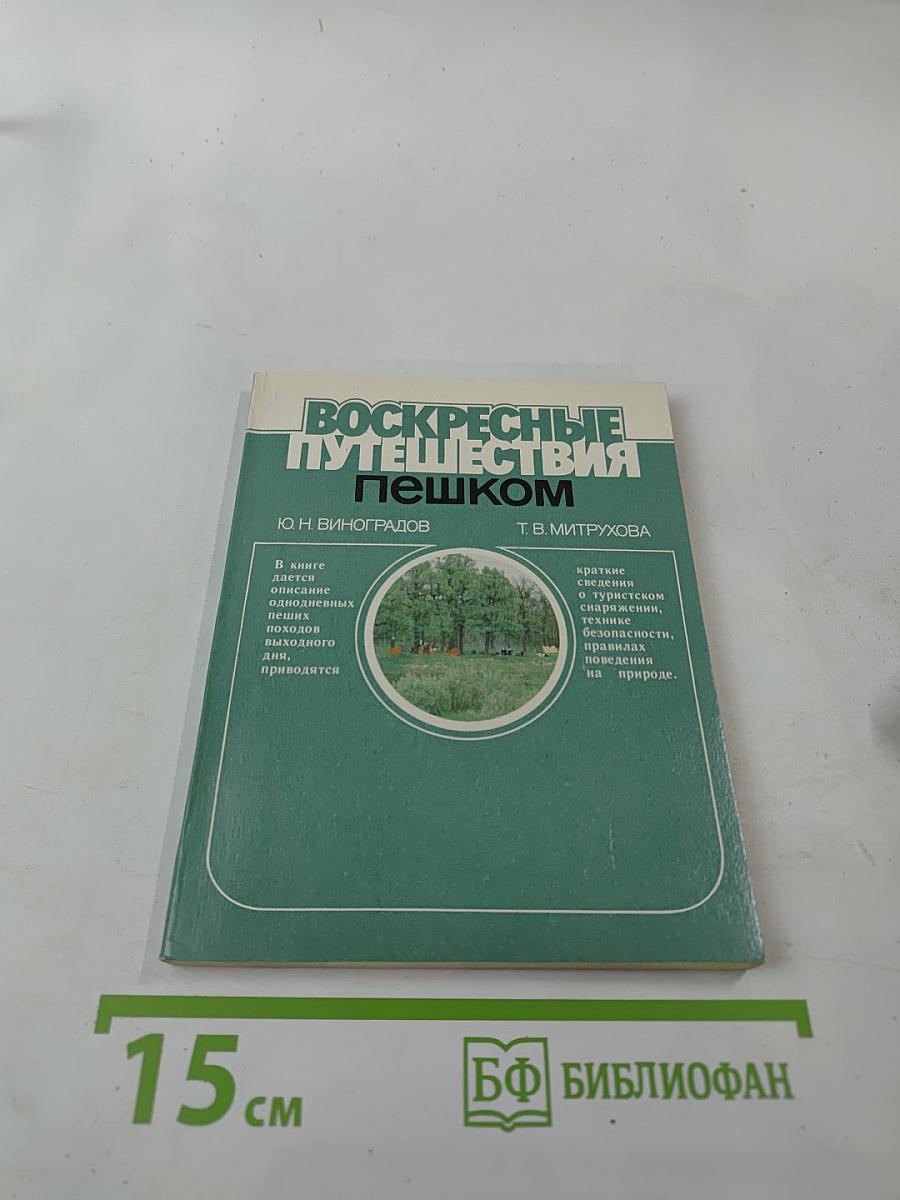 ВОСКРЕСНЫЕ
ПУТЕШЕСТВИЯ
пешком
Ю. Н. ВИНОГРАДОВ
Т. В. МИТРУХОВА
В книге
дается
описание
однодневных
пеших
походов
выходного
дня,
приводятся
краткие
сведения
о туристском
снаряжении,
технике
безопасности,
правилах
поведения
на природе.
15 см
БФ БИБЛИОФАН